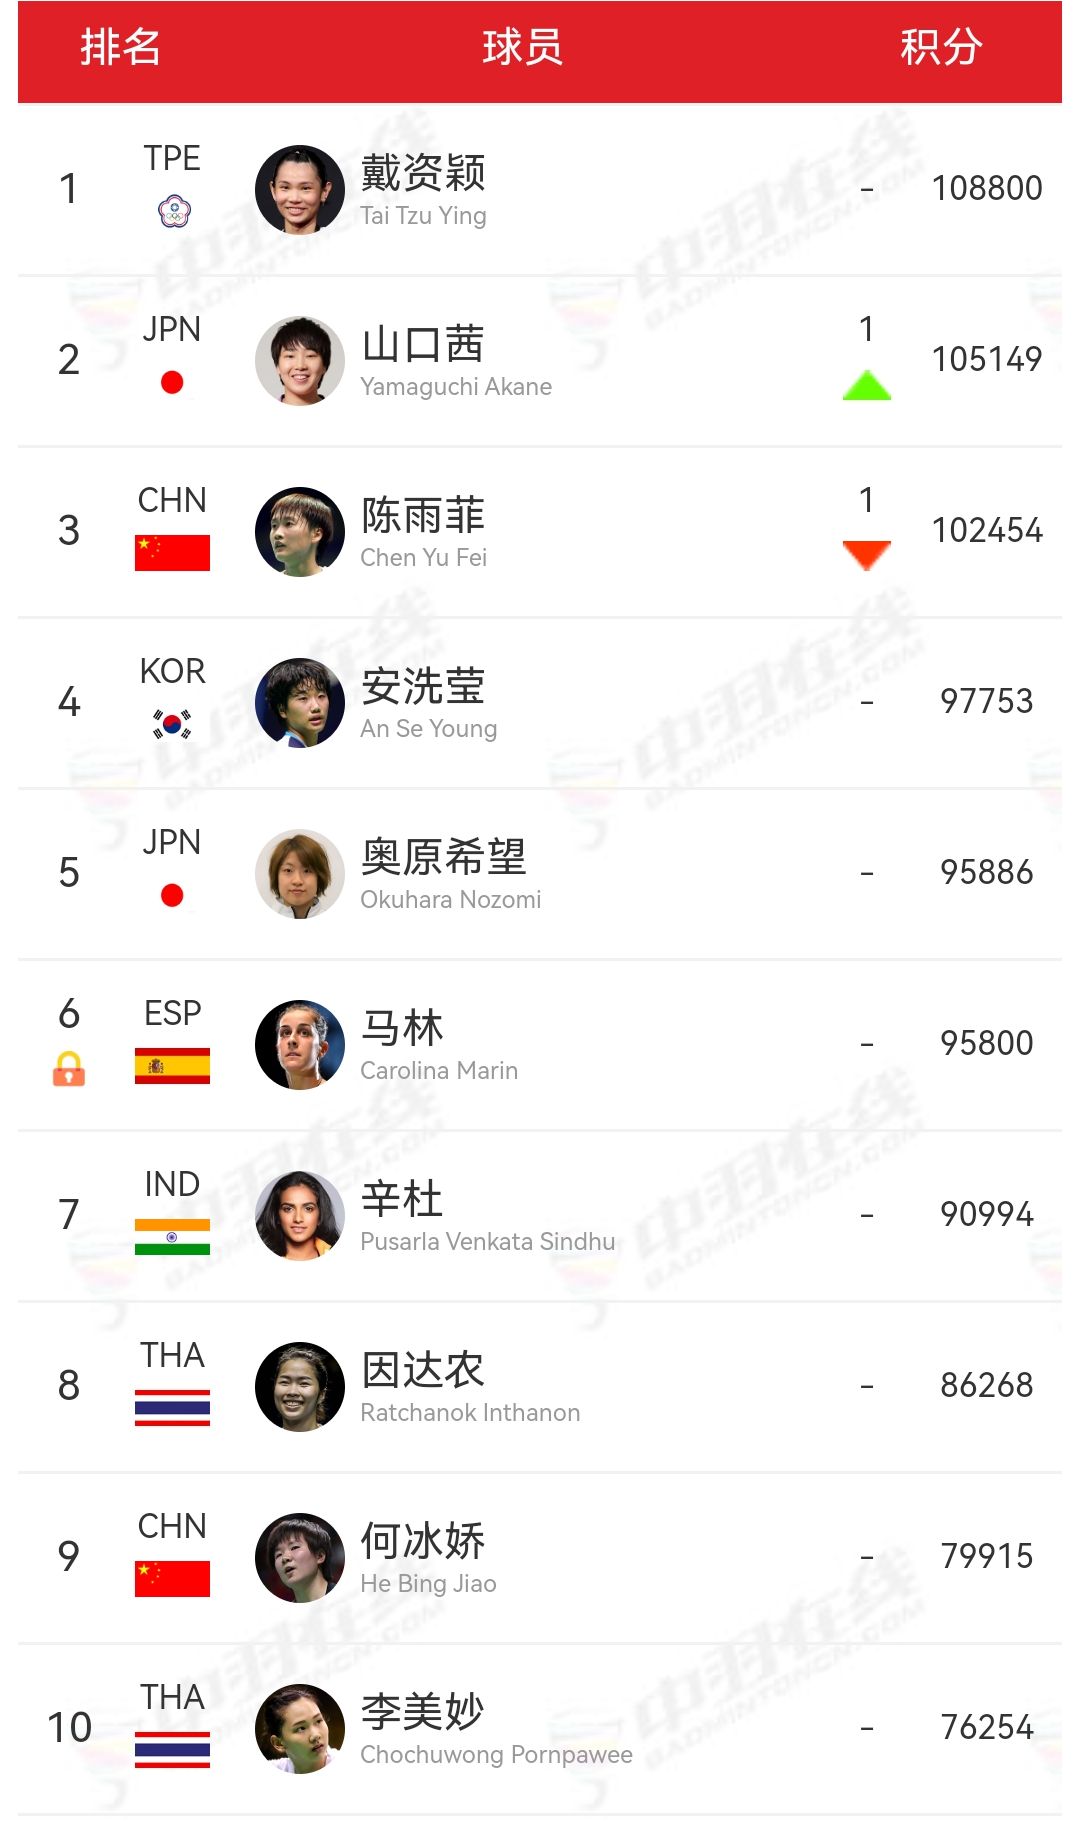 排名 球员 积分
1 TPE 戴资颖 - 108800
Tai Tzu Ying
2 JPN 山口茜 1 105149
Yamaguchi Akane
3 CHN 陈雨菲 1 102454
Chen Yu Fei
4 KOR 安洗莹 - 97753
An Se Young
5 JPN 奥原希望 - 95886
Okuhara Nozomi
6 ESP 马林 - 95800
Carolina Marin
7 IND 辛杜 - 90994
Pusarla Venkata Sindhu
8 THA 因达农 - 86268
Ratchanok Inthanon
9 CHN 何冰娇 - 79915
He Bing Jiao
10 THA 李美妙 - 76254
Chochuwong Pornpawee
中羽在线
BADMINTONCN.COM